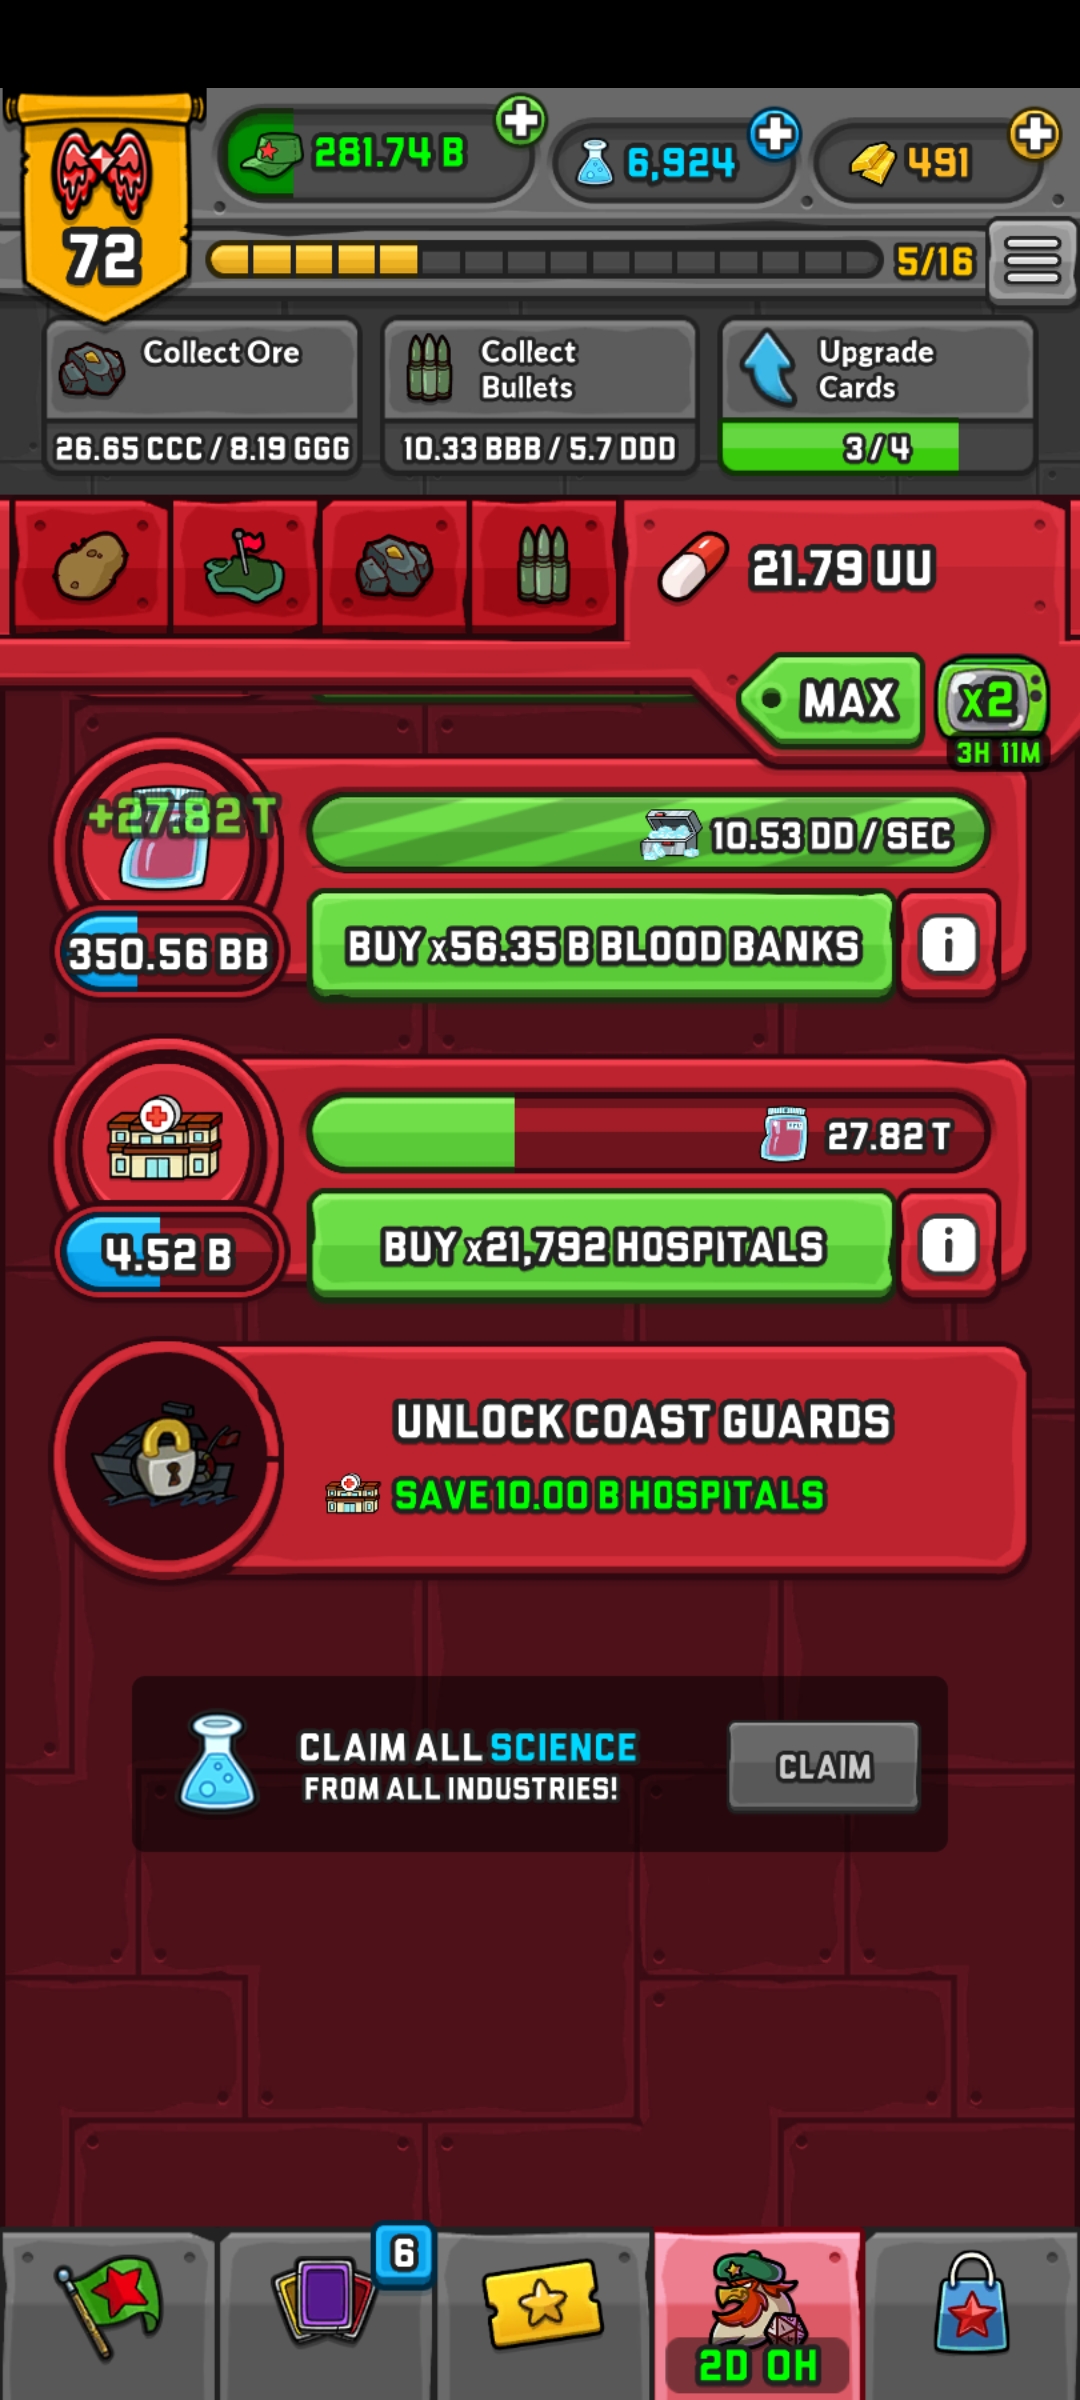 281.74 B
6,924
491
72
5/16
Collect Ore
26.65 CCC / 8.19 GGG
Collect
Bullets
10.33 BBB / 5.7 DDD
Upgrade
Cards
3/4
21.79 UU
MAX
x2
3H 11M
+27.82 T
10.53 DD / SEC
350.56 BB
BUY x56.35 B BLOOD BANKS
i
27.82 T
4.52 B
BUY x21,792 HOSPITALS
i
UNLOCK COAST GUARDS
SAVE 10.00 B HOSPITALS
CLAIM ALL SCIENCE
FROM ALL INDUSTRIES!
CLAIM
6
2D 0H